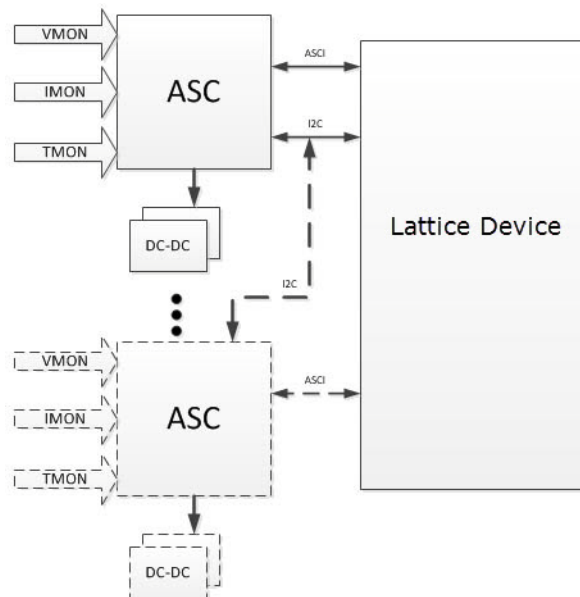 VMON
IMON
TMON
ASC
ASCI
I2C
Lattice Device
DC-DC
I2C
VMON
IMON
TMON
ASC
ASCI
DC-DC